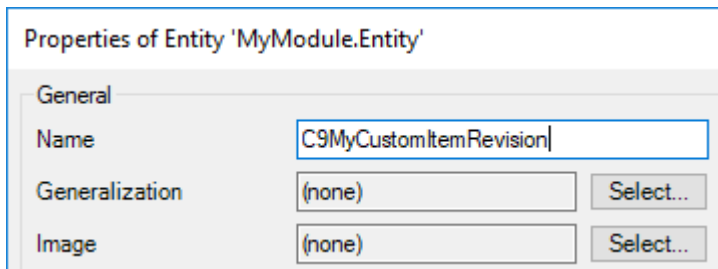 Properties of Entity 'MyModule.Entity'
General
Name C9MyCustomItemRevision
Generalization (none) Select...
Image (none) Select...